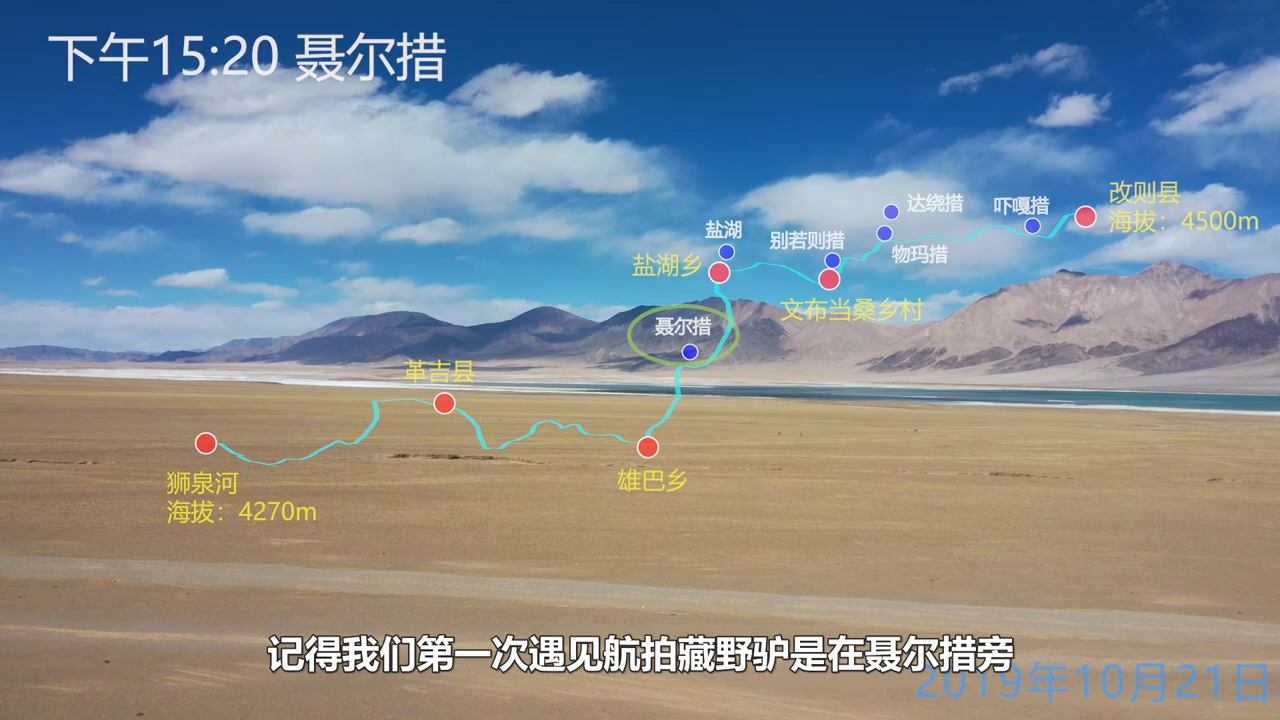 下午15:20 聂尔措
改则县
海拔：4500m
达绕措
吓嘎措
盐湖
别若则措
物玛措
盐湖乡
文布当桑乡村
聂尔措
革吉县
雄巴乡
狮泉河
海拔：4270m
记得我们第一次遇见航拍藏野驴是在聂尔措旁
2019年10月21日